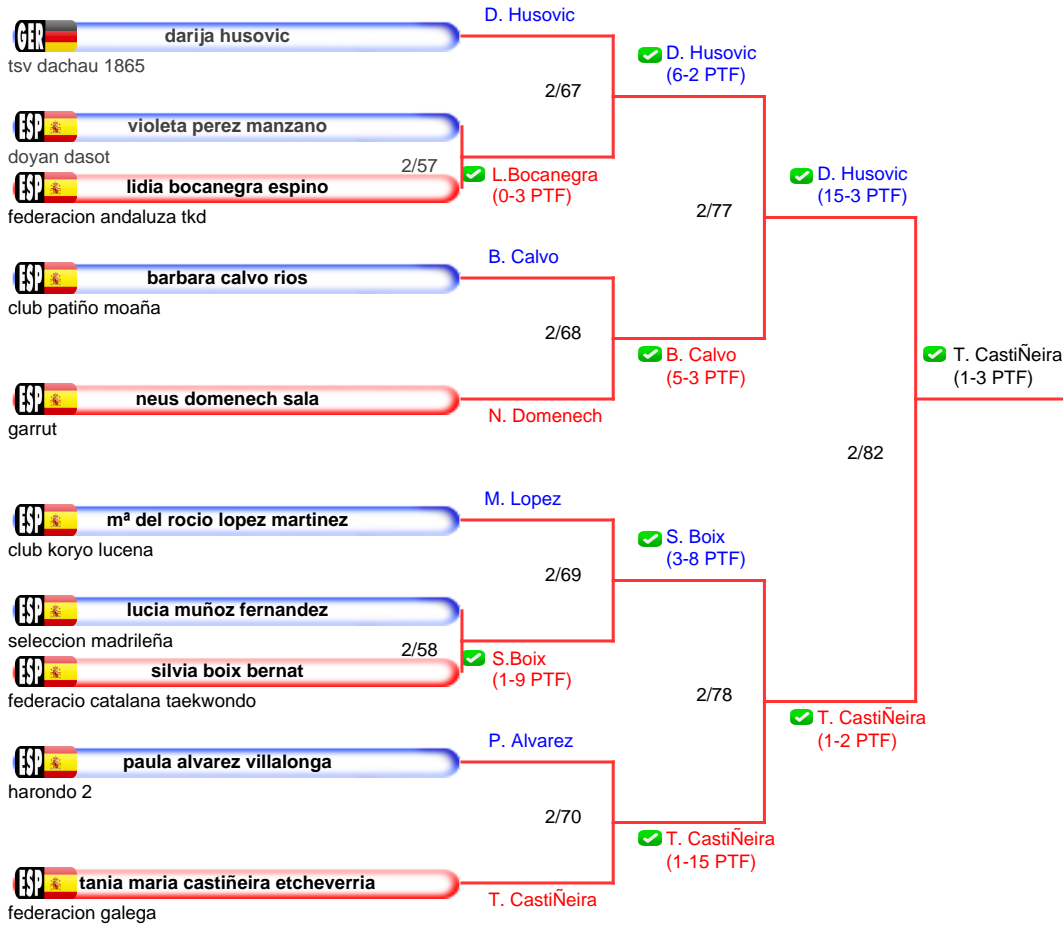 D. Husovic
GER darija husovic
tsv dachau 1865
D. Husovic
(6-2 PTF)
2/67
ESP violeta perez manzano
doyan dasot
2/57
L.Bocanegra
(0-3 PTF)
ESP lidia bocanegra espino
federacion andaluza tkd
D. Husovic
(15-3 PTF)
2/77
B. Calvo
ESP barbara calvo rios
club patiño moaña
2/68
B. Calvo
(5-3 PTF)
ESP neus domenech sala
garrut
N. Domenech
T. CastiÑeira
(1-3 PTF)
2/82
M. Lopez
ESP mª del rocio lopez martinez
club koryo lucena
S. Boix
(3-8 PTF)
2/69
ESP lucia muñoz fernandez
seleccion madrileña
2/58
S.Boix
(1-9 PTF)
ESP silvia boix bernat
federacio catalana taekwondo
2/78
T. CastiÑeira
(1-2 PTF)
P. Alvarez
ESP paula alvarez villalonga
harondo 2
2/70
T. CastiÑeira
(1-15 PTF)
ESP tania maria castiñeira etcheverria
federacion galega
T. CastiÑeira